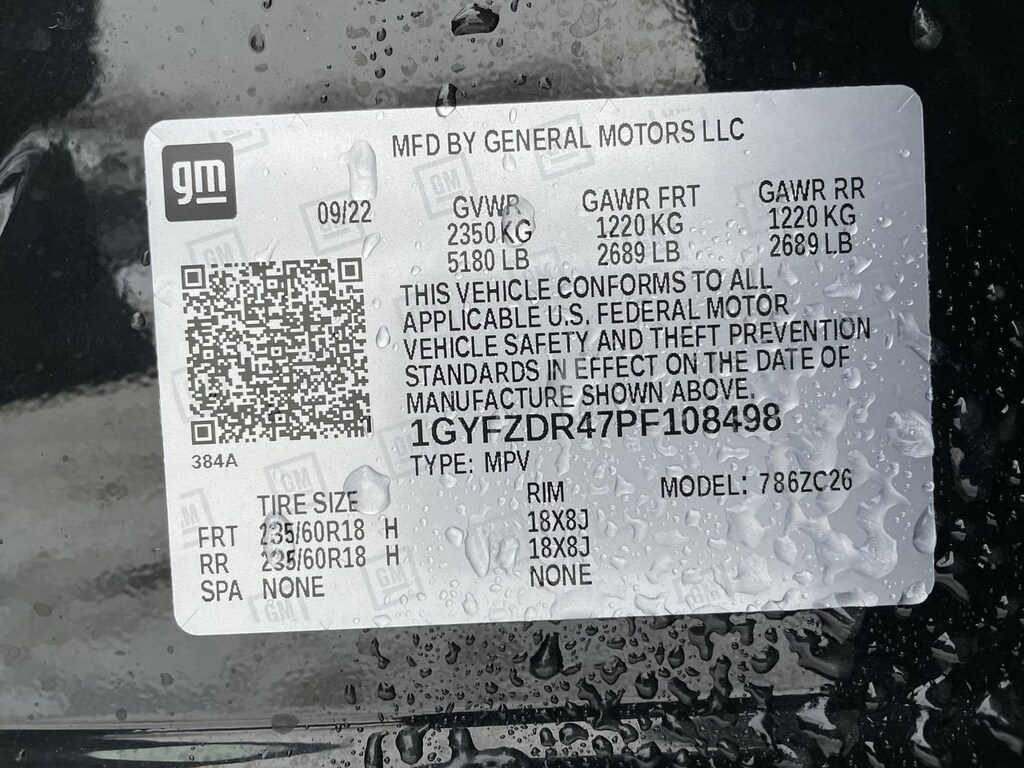 MFD BY GENERAL MOTORS LLC
gm
09/22
GVWR GAWR FRT GAWR RR
2350 KG 1220 KG 1220 KG
5180 LB 2689 LB 2689 LB
THIS VEHICLE CONFORMS TO ALL
APPLICABLE U.S. FEDERAL MOTOR
VEHICLE SAFETY AND THEFT PREVENTION
STANDARDS IN EFFECT ON THE DATE OF
MANUFACTURE SHOWN ABOVE.
1GYFZDR47PF108498
384A
TYPE: MPV
TIRE SIZE RIM MODEL: 786ZC26
FRT 235/60R18 H 18X8J
RR 235/60R18 H 18X8J
SPA NONE NONE